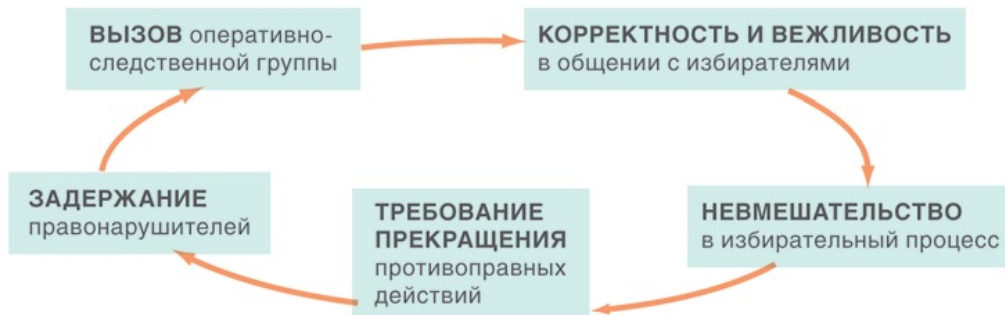 ВЫЗОВ оперативно-
следственной группы
КОРРЕКТНОСТЬ И ВЕЖЛИВОСТЬ
в общении с избирателями
ЗАДЕРЖАНИЕ
правонарушителей
ТРЕБОВАНИЕ
ПРЕКРАЩЕНИЯ
противоправных
действий
НЕВМЕШАТЕЛЬСТВО
в избирательный процесс